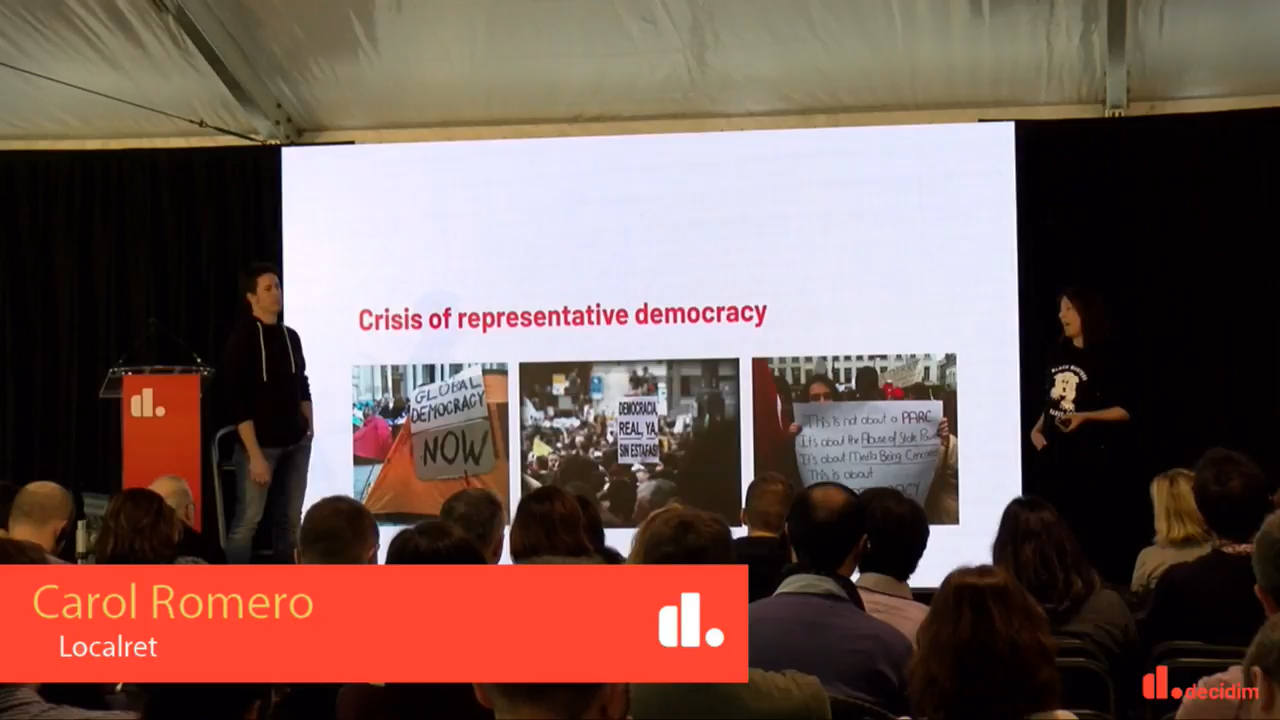 Crisis of representative democracy
GLOBAL
DEMOCRACY
NOW
DEMOCRACIA
REAL, YA,
SIN ESTAFAS!
This is not about a PARC
It's about the Abuse of State
It's about Media Being
This is about
Carol Romero
Localret
d.
d.
d.decidim